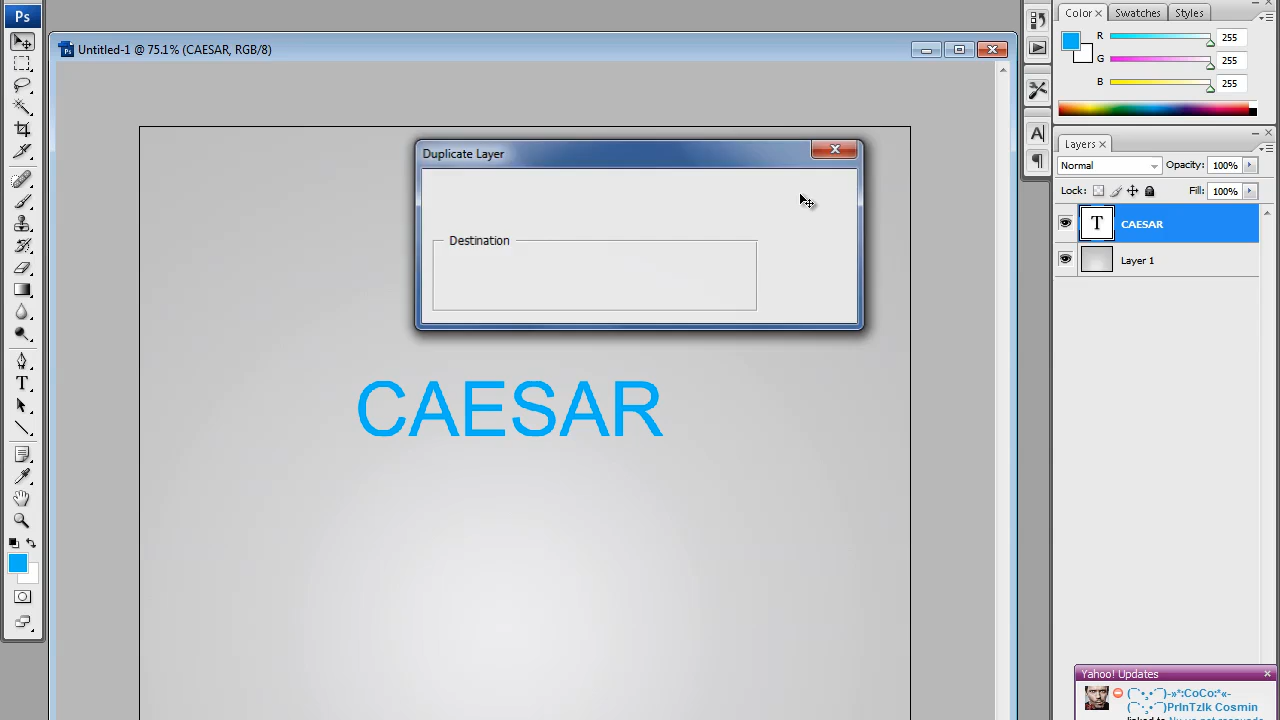 Ps
Untitled-1 @ 75.1% (CAESAR, RGB/8)
Duplicate Layer
Destination
CAESAR
Color × Swatches Styles
R 255
G 255
B 255
Layers ×
Normal Opacity: 100%
Lock: Fill: 100%
T CAESAR
Layer 1
A
T
Yahoo! Updates
(¯`•.¸•´¯)-»*:CoCo:*«-
(¯`•.¸•´¯)PrInTzIk Cosmin